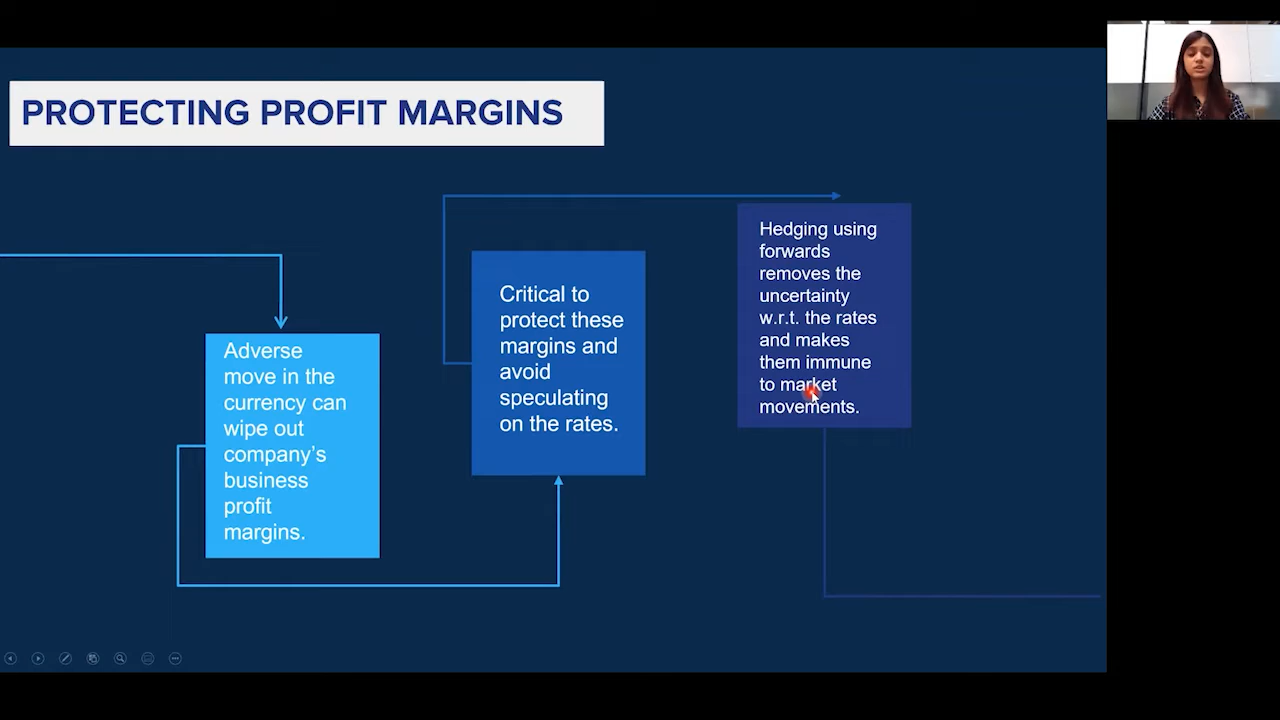 PROTECTING PROFIT MARGINS
Adverse
move in the
currency can
wipe out
company's
business
profit
margins.
Critical to
protect these
margins and
avoid
speculating
on the rates.
Hedging using
forwards
removes the
uncertainty
w.r.t. the rates
and makes
them immune
to market
movements.